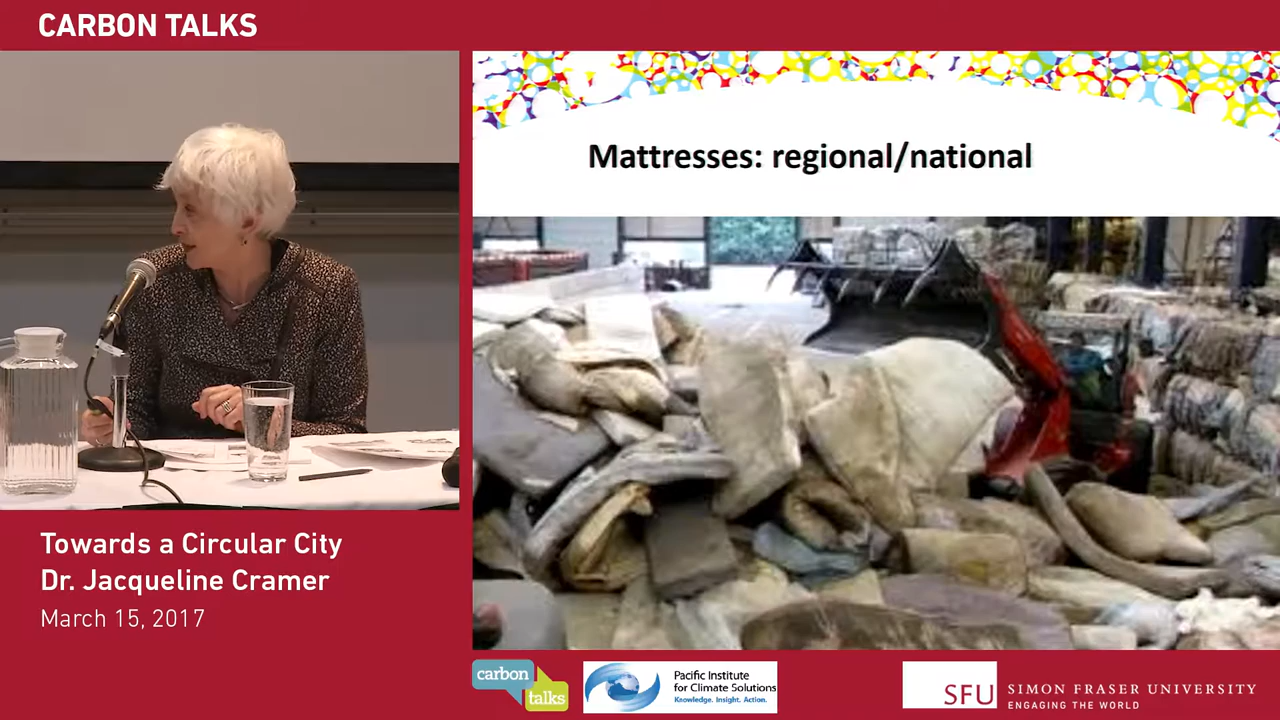 CARBON TALKS
Mattresses: regional/national
Towards a Circular City
Dr. Jacqueline Cramer
March 15, 2017
carbon
talks
Pacific Institute
for Climate Solutions
Knowledge. Insight. Action.
SFU
SIMON FRASER UNIVERSITY
ENGAGING THE WORLD